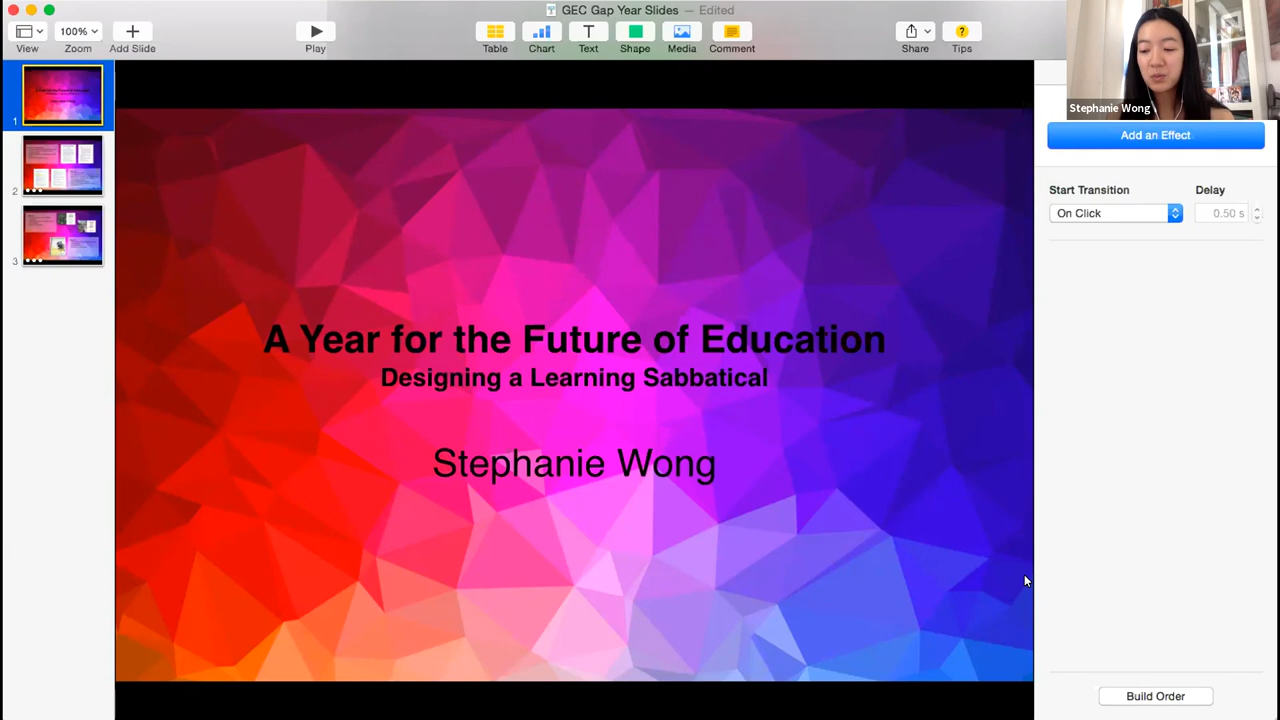 GEC Gap Year Slides — Edited
100%
View
Zoom
Add Slide
Play
Table
Chart
Text
Shape
Media
Comment
Share
Tips
Stephanie Wong
1
2
3
A Year for the Future of Education
Designing a Learning Sabbatical
Stephanie Wong
Add an Effect
Start Transition
Delay
On Click
0.50 s
Build Order